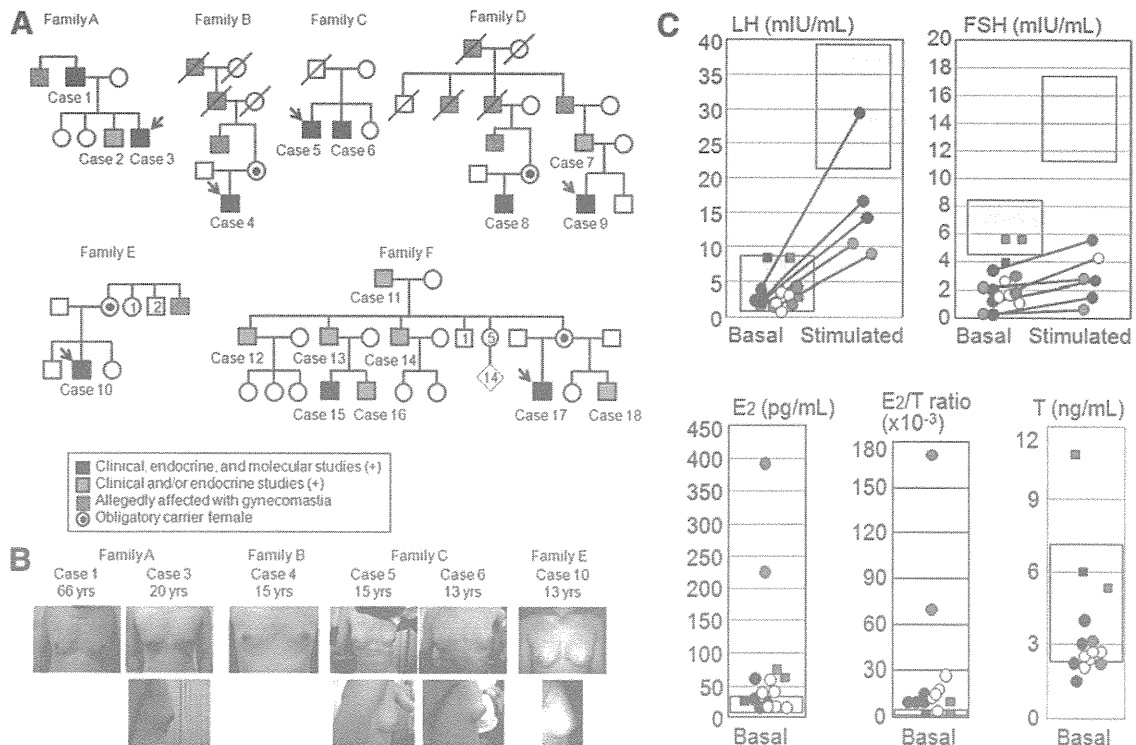 A
Family A
Family B
Family C
Family D
Case 1
Case 2 Case 3
Case 4
Case 5
Case 6
Case 7
Case 8
Case 9
Family E
Family F
1
2
Case 10
Case 11
Case 12
Case 13
Case 14
1
5
14
Case 15
Case 16
Case 17
Case 18
Clinical, endocrine, and molecular studies (+)
Clinical and/or endocrine studies (+)
Allegedly affected with gynecomastia
Obligatory carrier female
B
Family A
Family B
Family C
Family E
Case 1
Case 3
Case 4
Case 5
Case 6
Case 10
66 yrs
20 yrs
15 yrs
15 yrs
13 yrs
13 yrs
C
LH (mIU/mL)
40
35
30
25
20
15
10
5
0
Basal Stimulated
FSH (mIU/mL)
20
18
16
14
12
10
8
6
4
2
0
Basal Stimulated
E2 (pg/mL)
450
400
350
300
250
200
150
100
50
0
Basal
E2/T ratio
(x10-3)
180
150
120
90
60
30
0
Basal
T (ng/mL)
12
9
6
3
0
Basal